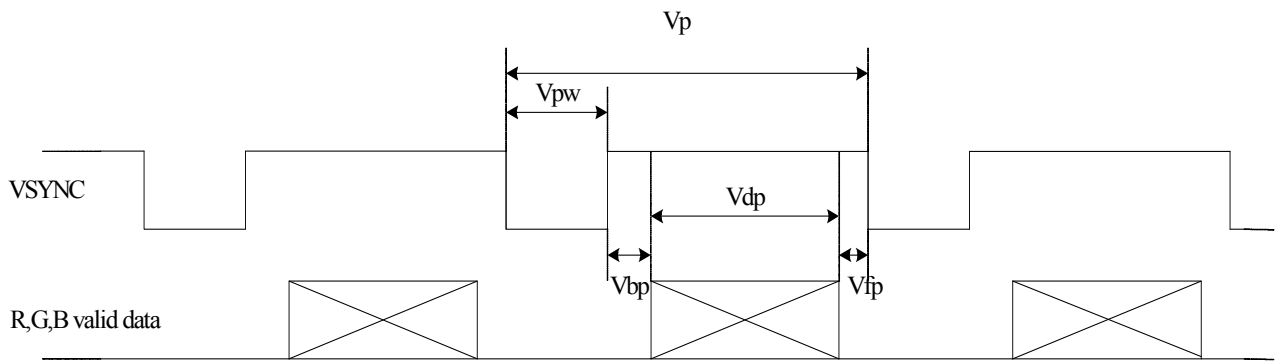 Vp
Vpw
VSYNC
Vdp
Vbp
Vfp
R,G,B valid data